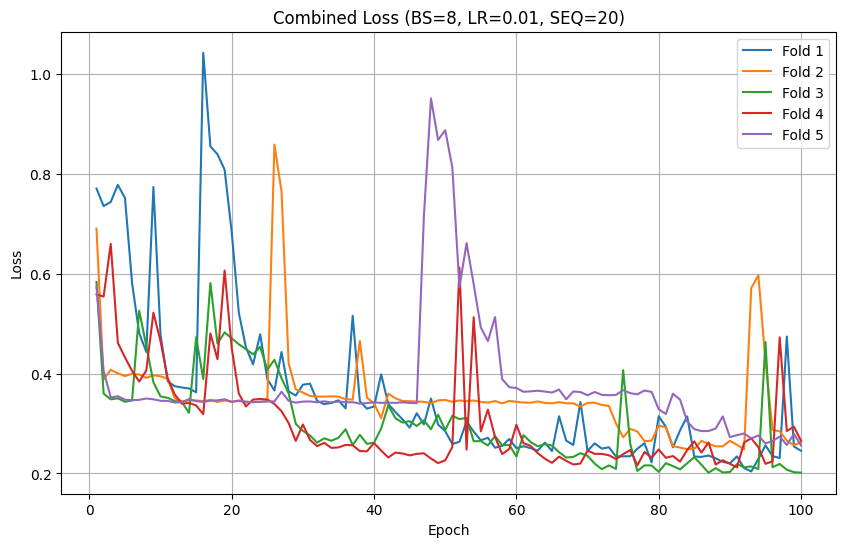 Combined Loss (BS=8, LR=0.01, SEQ=20)
Fold 1
Fold 2
Fold 3
Fold 4
Fold 5
1.0
0.8
0.6
0.4
0.2
Loss
0 20 40 60 80 100
Epoch